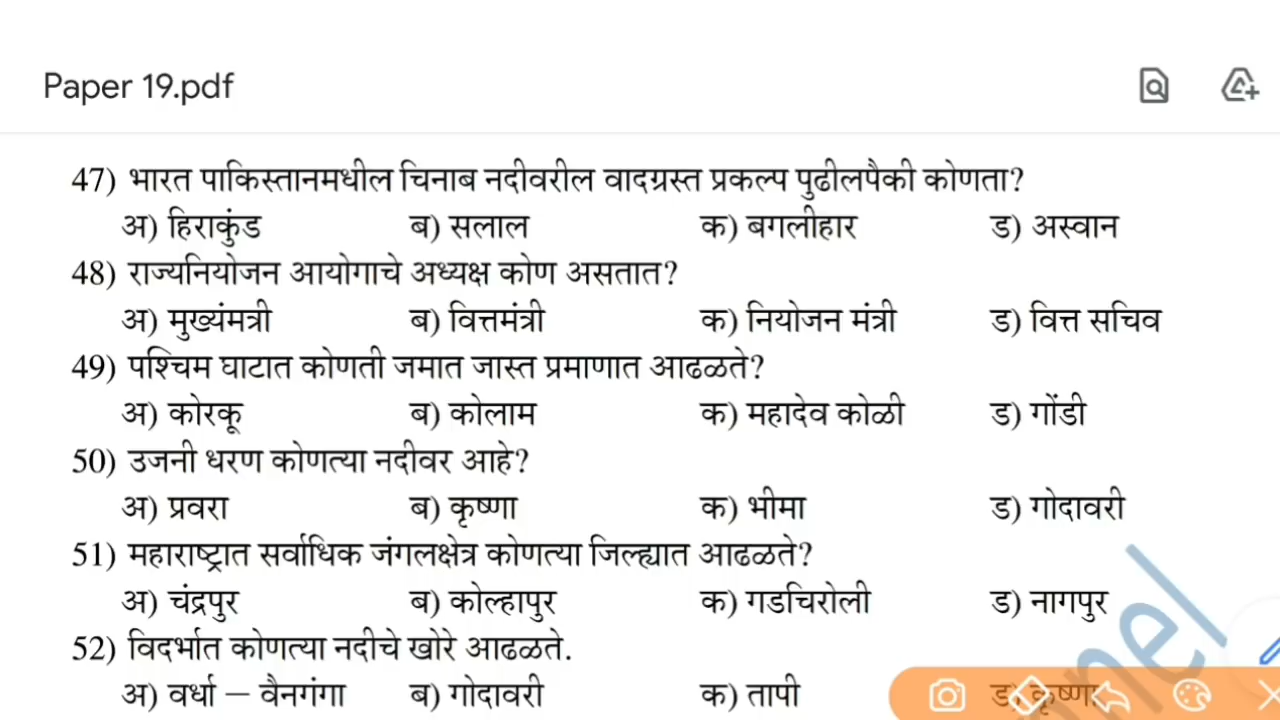 Paper 19.pdf
47) भारत पाकिस्तानमधील चिनाब नदीवरील वादग्रस्त प्रकल्प पुढीलपैकी कोणता?
अ) हिराकुंड ब) सलाल क) बगलीहार ड) अस्वान
48) राज्यनियोजन आयोगाचे अध्यक्ष कोण असतात?
अ) मुख्यंमत्री ब) वित्तमंत्री क) नियोजन मंत्री ड) वित्त सचिव
49) पश्चिम घाटात कोणती जमात जास्त प्रमाणात आढळते?
अ) कोरकू ब) कोलाम क) महादेव कोळी ड) गोंडी
50) उजनी धरण कोणत्या नदीवर आहे?
अ) प्रवरा ब) कृष्णा क) भीमा ड) गोदावरी
51) महाराष्ट्रात सर्वाधिक जंगलक्षेत्र कोणत्या जिल्ह्यात आढळते?
अ) चंद्रपुर ब) कोल्हापुर क) गडचिरोली ड) नागपुर
52) विदर्भात कोणत्या नदीचे खोरे आढळते.
अ) वर्धा – वैनगंगा ब) गोदावरी क) तापी ड) कृष्णा